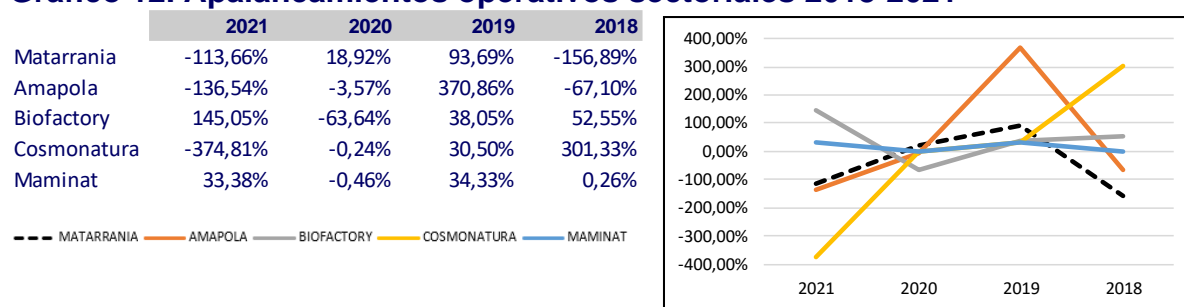 2021 2020 2019 2018
Matarrania -113,66% 18,92% 93,69% -156,89%
Amapola -136,54% -3,57% 370,86% -67,10%
Biofactory 145,05% -63,64% 38,05% 52,55%
Cosmonatura -374,81% -0,24% 30,50% 301,33%
Maminat 33,38% -0,46% 34,33% 0,26%
MATARRANIA AMAPOLA BIOFACTORY COSMONATURA MAMINAT
400,00%
300,00%
200,00%
100,00%
0,00%
-100,00%
-200,00%
-300,00%
-400,00%
2021 2020 2019 2018